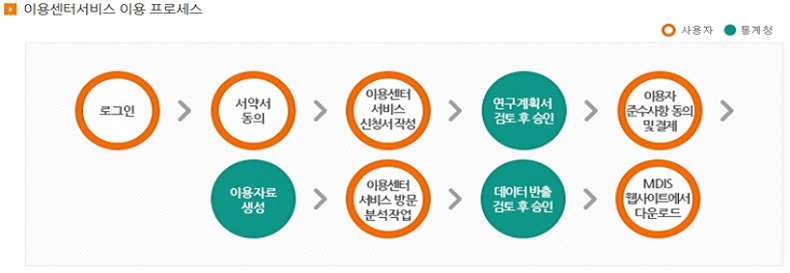 이용센터서비스 이용 프로세스
사용자
통계청
로그인
서약서
동의
이용센터
서비스
신청서 작성
연구계획서
검토 후 승인
이용자
준수사항 동의
및 결제
이용자료
생성
이용센터
서비스 방문
분석작업
데이터 반출
검토 후 승인
MDIS
웹사이트에서
다운로드